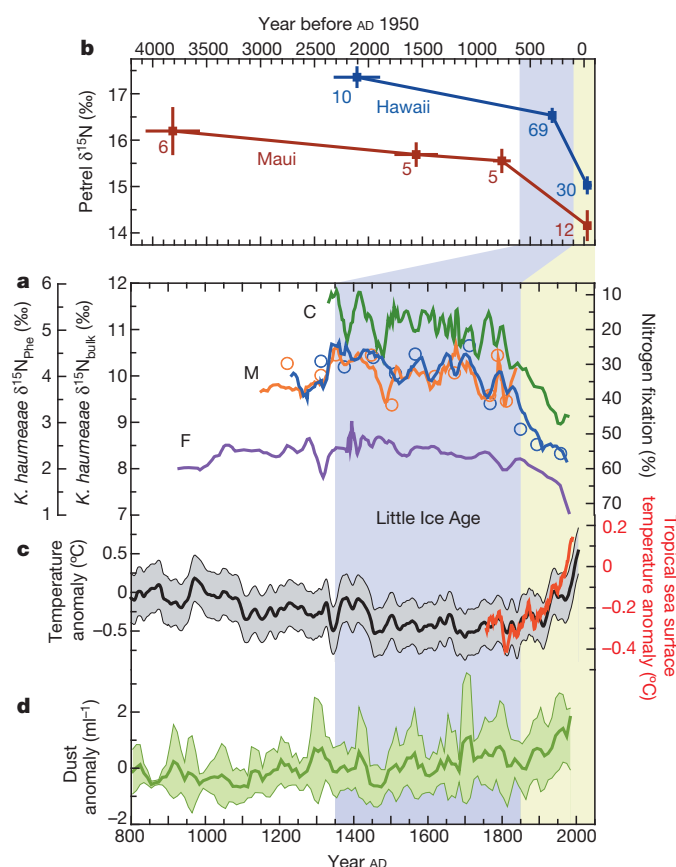 Year before AD 1950
b
4000 3500 3000 2500 2000 1500 1000 500 0
Petrel δ¹⁵N (‰)
17
16
15
14
10
Hawaii
69
30
6
Maui
5
5
12
a
K. haumeaae δ¹⁵N_Phe (‰)
6
5
4
3
2
1
K. haumeaae δ¹⁵N_bulk (‰)
12
11
10
9
8
7
C
M
F
Nitrogen fixation (%)
10
20
30
40
50
60
70
Little Ice Age
c
Temperature anomaly (ºC)
0.5
0
−0.5
Tropical sea surface temperature anomaly (ºC)
0.2
0
−0.2
−0.4
d
Dust anomaly (ml⁻¹)
2
0
−2
800 1000 1200 1400 1600 1800 2000
Year AD